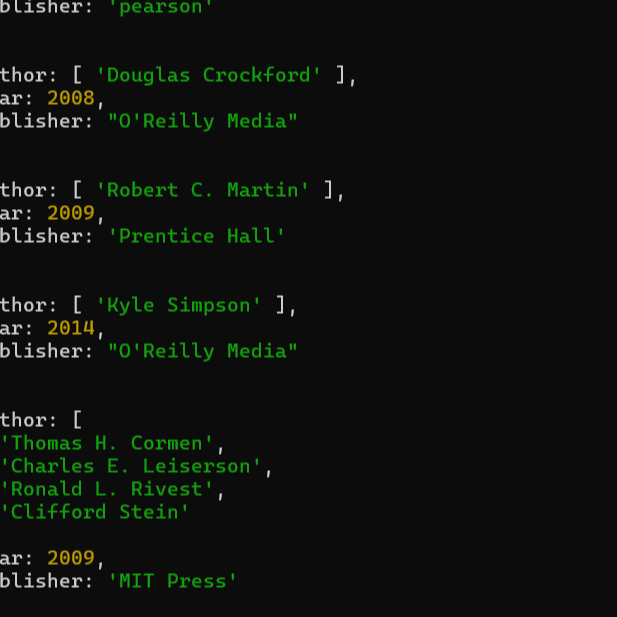 blisher: 'pearson'
thor: [ 'Douglas Crockford' ],
ar: 2008,
blisher: "O'Reilly Media"
thor: [ 'Robert C. Martin' ],
ar: 2009,
blisher: 'Prentice Hall'
thor: [ 'Kyle Simpson' ],
ar: 2014,
blisher: "O'Reilly Media"
thor: [
'Thomas H. Cormen',
'Charles E. Leiserson',
'Ronald L. Rivest',
'Clifford Stein'
ar: 2009,
blisher: 'MIT Press'